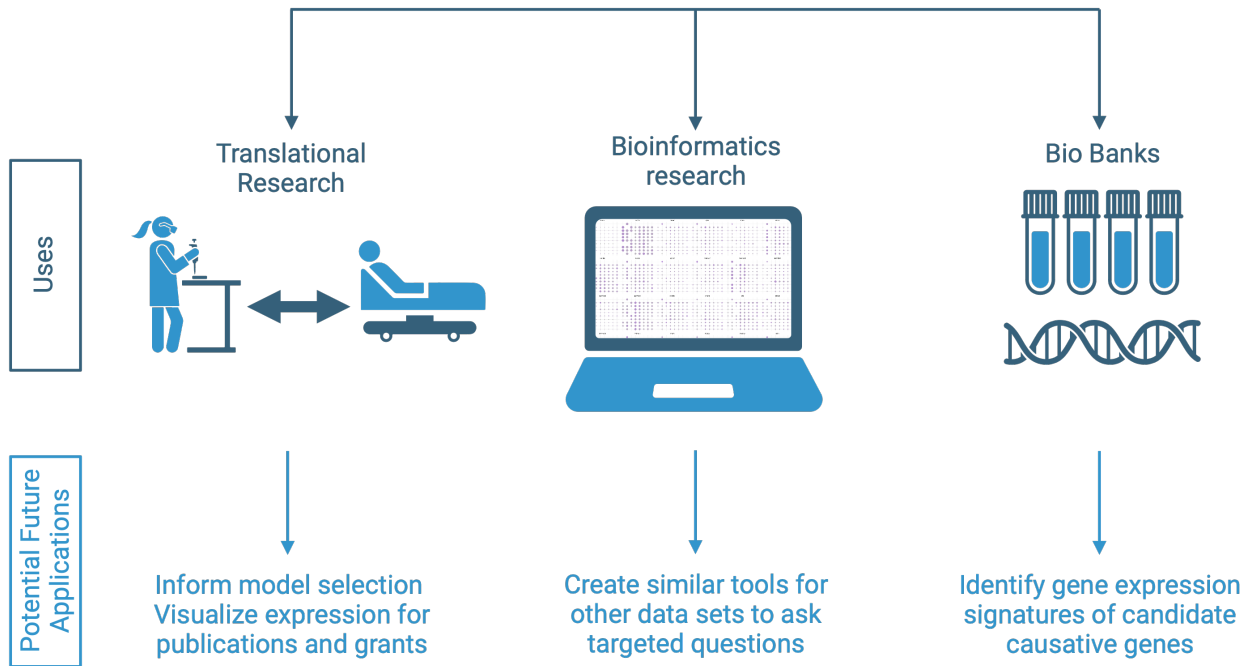 Translational
Research
Bioinformatics
research
Bio Banks
Uses
Potential Future
Applications
Inform model selection
Visualize expression for
publications and grants
Create similar tools for
other data sets to ask
targeted questions
Identify gene expression
signatures of candidate
causative genes